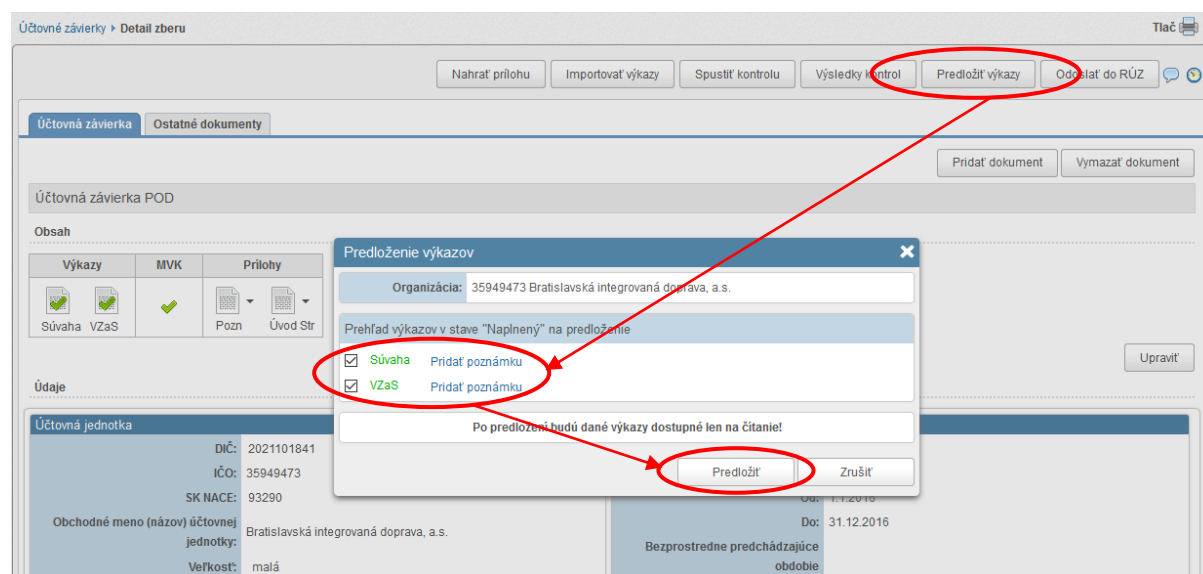 Účtovné závierky ▸ Detail zberu
Tlač
Nahrať prílohu
Importovať výkazy
Spustiť kontrolu
Výsledky kontrol
Predložiť výkazy
Odoslať do RÚZ
Účtovná závierka
Ostatné dokumenty
Pridať dokument
Vymazať dokument
Účtovná závierka POD
Obsah
Výkazy MVK Prílohy
Súvaha VZaS Pozn Úvod Str
Predloženie výkazov
Organizácia: 35949473 Bratislavská integrovaná doprava, a.s.
Prehľad výkazov v stave "Naplnený" na predloženie
Súvaha Pridať poznámku
VZaS Pridať poznámku
Po predložení budú dané výkazy dostupné len na čítanie!
Predložiť
Zrušiť
Upraviť
Údaje
Účtovná jednotka
DIČ: 2021101841
IČO: 35949473
SK NACE: 93290
Obchodné meno (názov) účtovnej
jednotky:
Bratislavská integrovaná doprava, a.s.
Veľkosť: malá
Od: 1.1.2016
Do: 31.12.2016
Bezprostredne predchádzajúce
obdobie